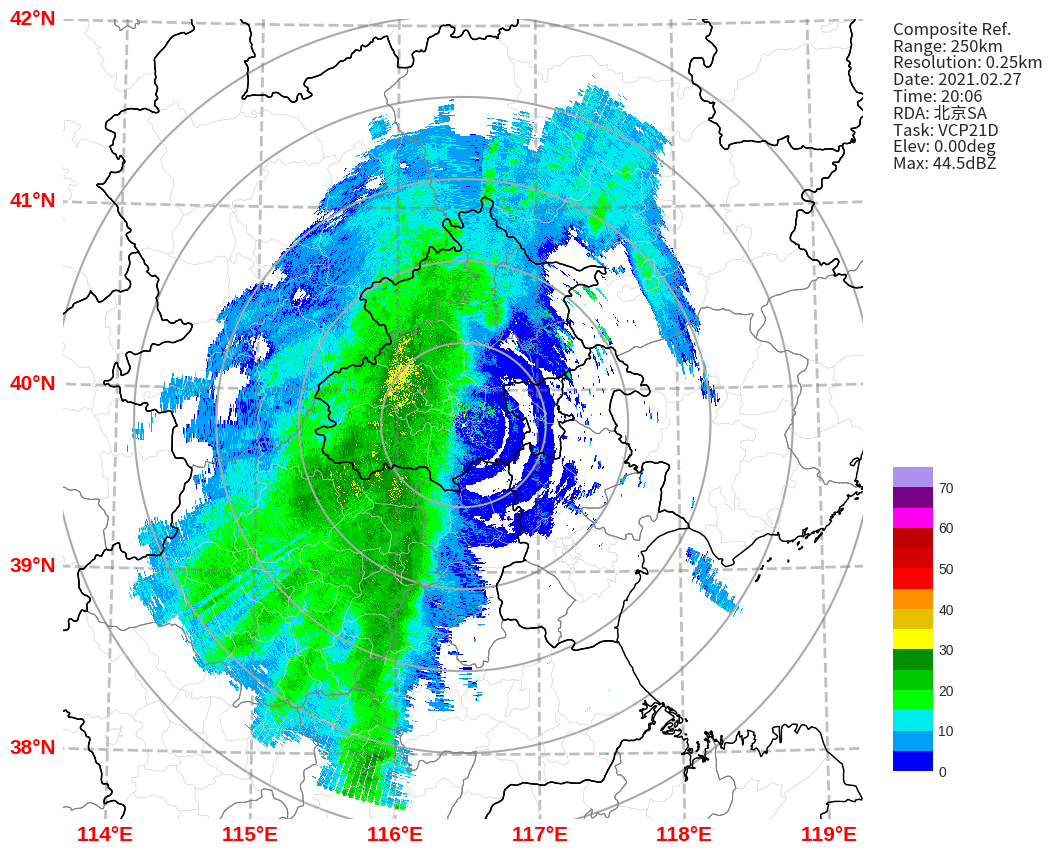 42°N
41°N
40°N
39°N
38°N
114°E
115°E
116°E
117°E
118°E
119°E
Composite Ref.
Range: 250km
Resolution: 0.25km
Date: 2021.02.27
Time: 20:06
RDA: 北京SA
Task: VCP21D
Elev: 0.00deg
Max: 44.5dBZ
70
60
50
40
30
20
10
0